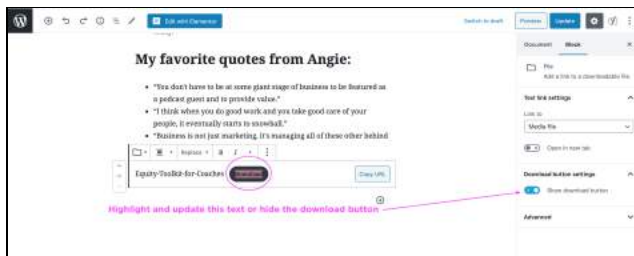 Edit with Elementor
Switch to draft
Preview
Update
My favorite quotes from Angie:
"You don't have to be at some giant stage of business to be featured as
a podcast guest and to provide value."
"I think when you do good work and you take good care of your
people, it eventually starts to snowball."
"Business is not just marketing, it's managing all of these other behind
Replace
B
I
Equity-Toolkit-for-Coaches
Copy URL
Highlight and update this text or hide the download button
Document
Block
File
Add a link to a downloadable file.
Text link settings
Link to
Media file
Open in new tab
Download button settings
Show download button
Advanced